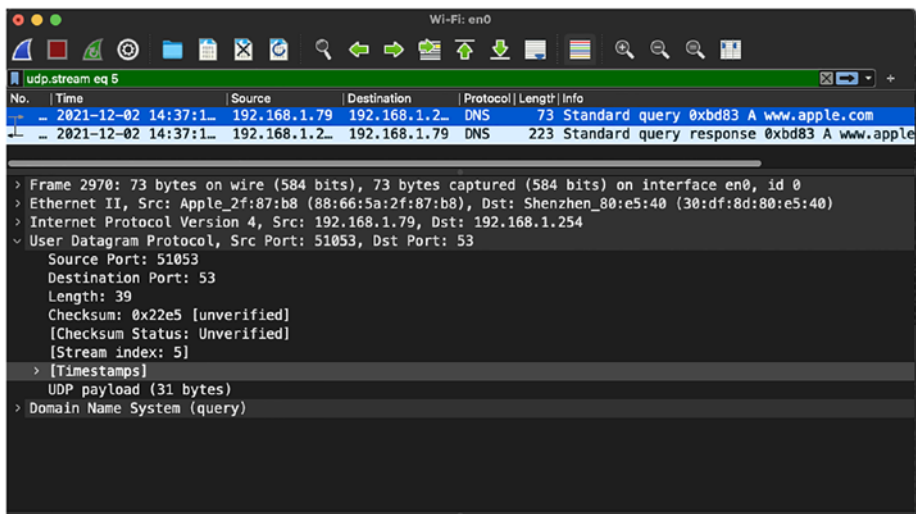 Wi-Fi: en0
udp.stream eq 5
No. Time Source Destination Protocol Length Info
… 2021-12-02 14:37:1… 192.168.1.79 192.168.1.2… DNS 73 Standard query 0xbd83 A www.apple.com
… 2021-12-02 14:37:1… 192.168.1.2… 192.168.1.79 DNS 223 Standard query response 0xbd83 A www.apple
> Frame 2970: 73 bytes on wire (584 bits), 73 bytes captured (584 bits) on interface en0, id 0
> Ethernet II, Src: Apple_2f:87:b8 (88:66:5a:2f:87:b8), Dst: Shenzhen_80:e5:40 (30:df:8d:80:e5:40)
> Internet Protocol Version 4, Src: 192.168.1.79, Dst: 192.168.1.254
User Datagram Protocol, Src Port: 51053, Dst Port: 53
Source Port: 51053
Destination Port: 53
Length: 39
Checksum: 0x22e5 [unverified]
[Checksum Status: Unverified]
[Stream index: 5]
> [Timestamps]
UDP payload (31 bytes)
> Domain Name System (query)